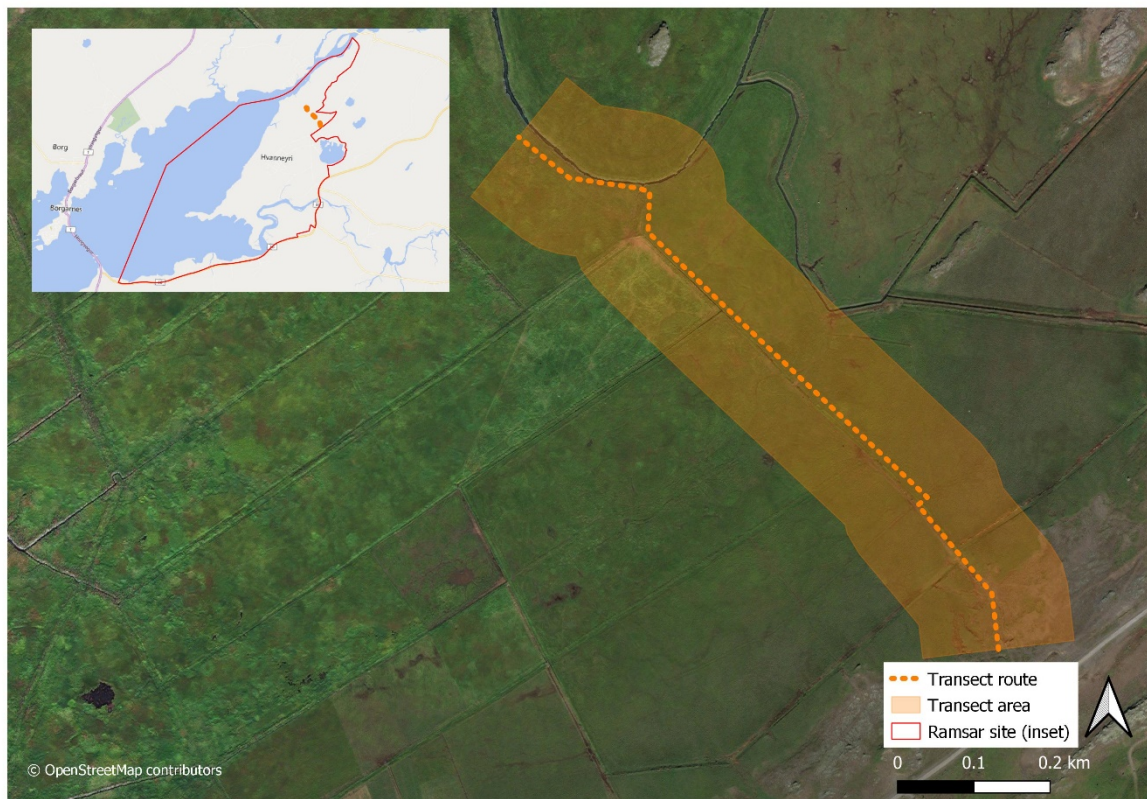 Borg
Hvanneyri
Borgarnes
Transect route
Transect area
Ramsar site (inset)
© OpenStreetMap contributors
0 0.1 0.2 km